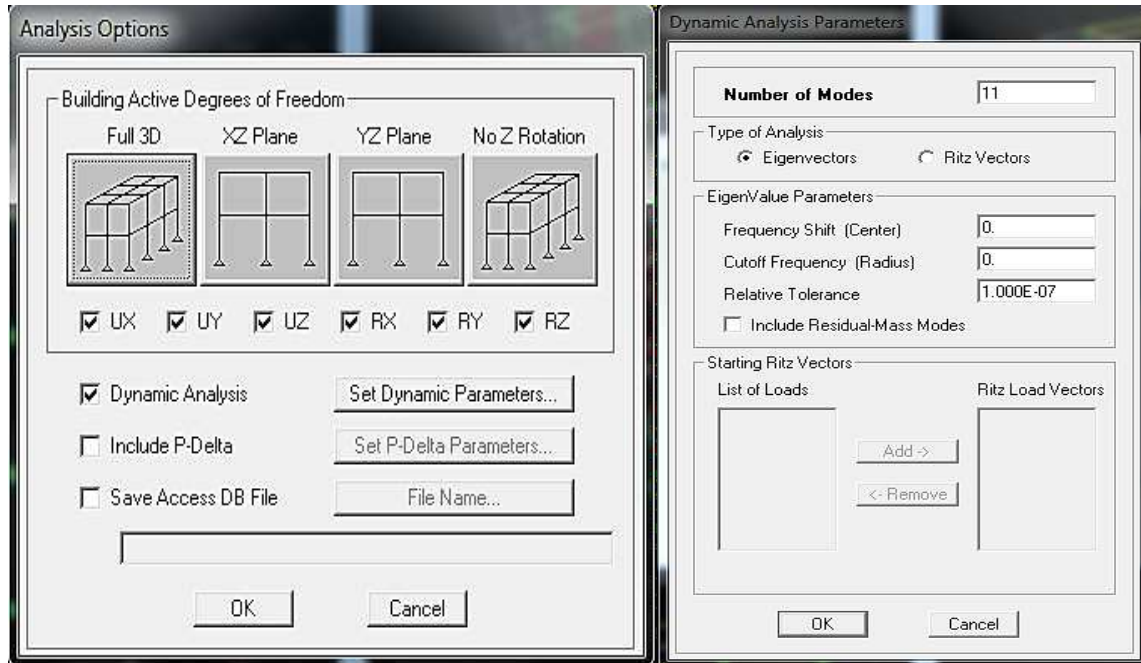 Analysis Options
Building Active Degrees of Freedom
Full 3D XZ Plane YZ Plane No Z Rotation
UX UY UZ RX RY RZ
Dynamic Analysis Set Dynamic Parameters...
Include P-Delta Set P-Delta Parameters...
Save Access DB File File Name...
OK Cancel
Dynamic Analysis Parameters
Number of Modes 11
Type of Analysis
Eigenvectors Ritz Vectors
EigenValue Parameters
Frequency Shift (Center) 0.
Cutoff Frequency (Radius) 0.
Relative Tolerance 1.000E-07
Include Residual-Mass Modes
Starting Ritz Vectors
List of Loads Ritz Load Vectors
Add ->
<- Remove
OK Cancel